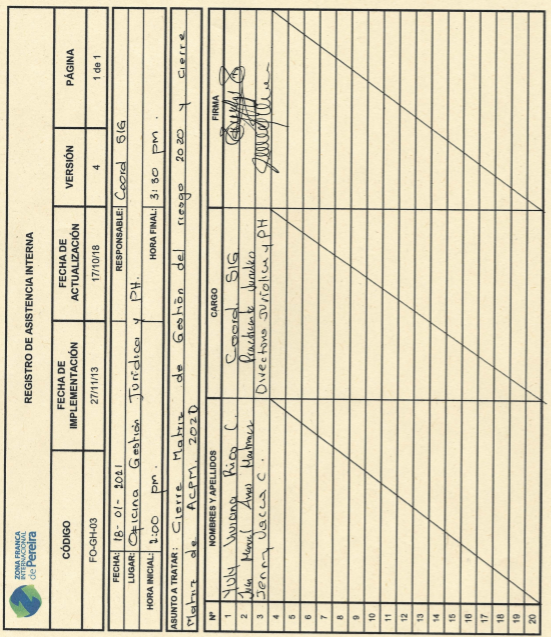 ZONA FRANCA
INTERNACIONAL
de Pereira
REGISTRO DE ASISTENCIA INTERNA
CÓDIGO FECHA DE IMPLEMENTACIÓN FECHA DE ACTUALIZACIÓN VERSIÓN PÁGINA
FO-GH-03 27/11/13 17/10/18 4 1 de 1
FECHA: 18-01-2021 RESPONSABLE: Coord SIG
LUGAR: Oficina Gestión Jurídica y PH.
HORA INICIAL: 2:00 pm. HORA FINAL: 3:30 pm.
ASUNTO A TRATAR: Cierre Matriz de Gestión del riesgo 2020 y cierre
Matriz de ACPM, 2020
Nº NOMBRES Y APELLIDOS CARGO FIRMA
1 Yuly Viviana Rico C. Coord. SIG
2 Manuel Practicante Jurídico
3 Jenny Vacca C. Directora Jurídica y PH
4
5
6
7
8
9
10
11
12
13
14
15
16
17
18
19
20